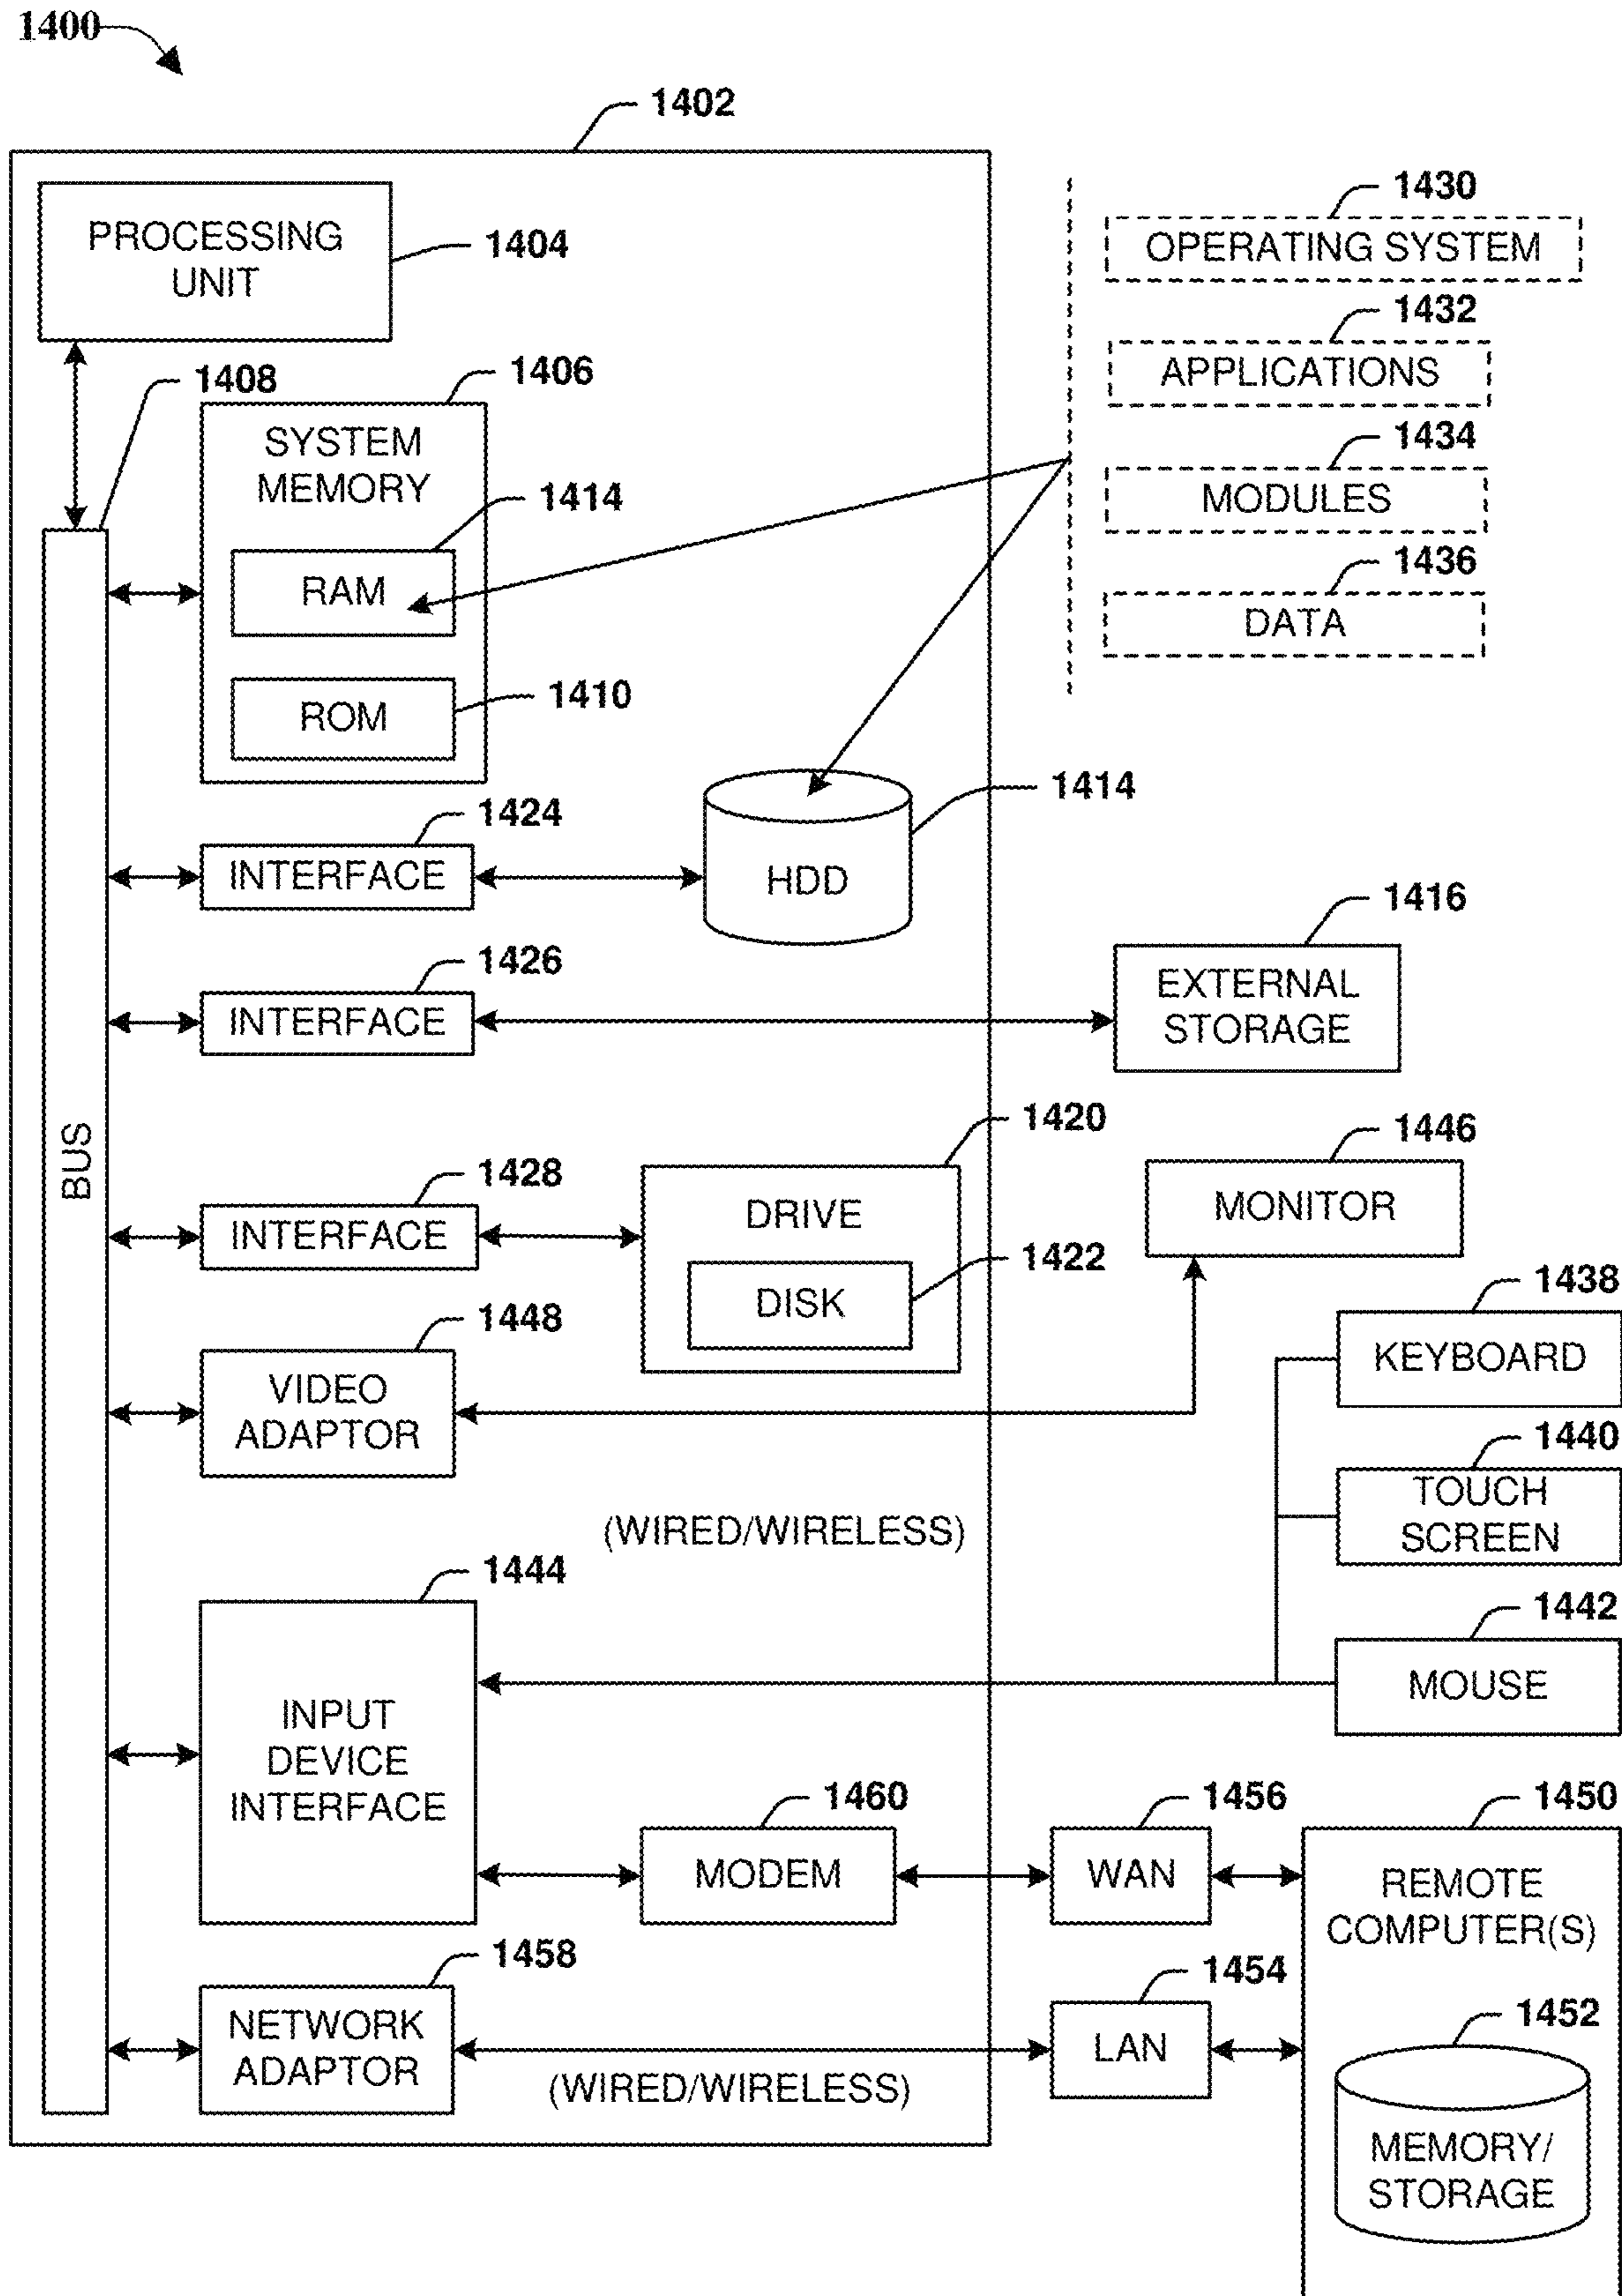 1400
1402
PROCESSING
UNIT
1404
1430
OPERATING SYSTEM
1432
APPLICATIONS
1434
MODULES
1436
DATA
1408
1406
SYSTEM
MEMORY
1414
RAM
1410
ROM
1424
INTERFACE
1414
HDD
1426
INTERFACE
1416
EXTERNAL
STORAGE
BUS
1428
INTERFACE
1420
DRIVE
1422
DISK
1446
MONITOR
1448
VIDEO
ADAPTOR
1438
KEYBOARD
1440
TOUCH
SCREEN
(WIRED/WIRELESS)
1442
MOUSE
1444
INPUT
DEVICE
INTERFACE
1460
MODEM
1456
WAN
1450
REMOTE
COMPUTER(S)
1458
NETWORK
ADAPTOR
(WIRED/WIRELESS)
1454
LAN
1452
MEMORY/
STORAGE